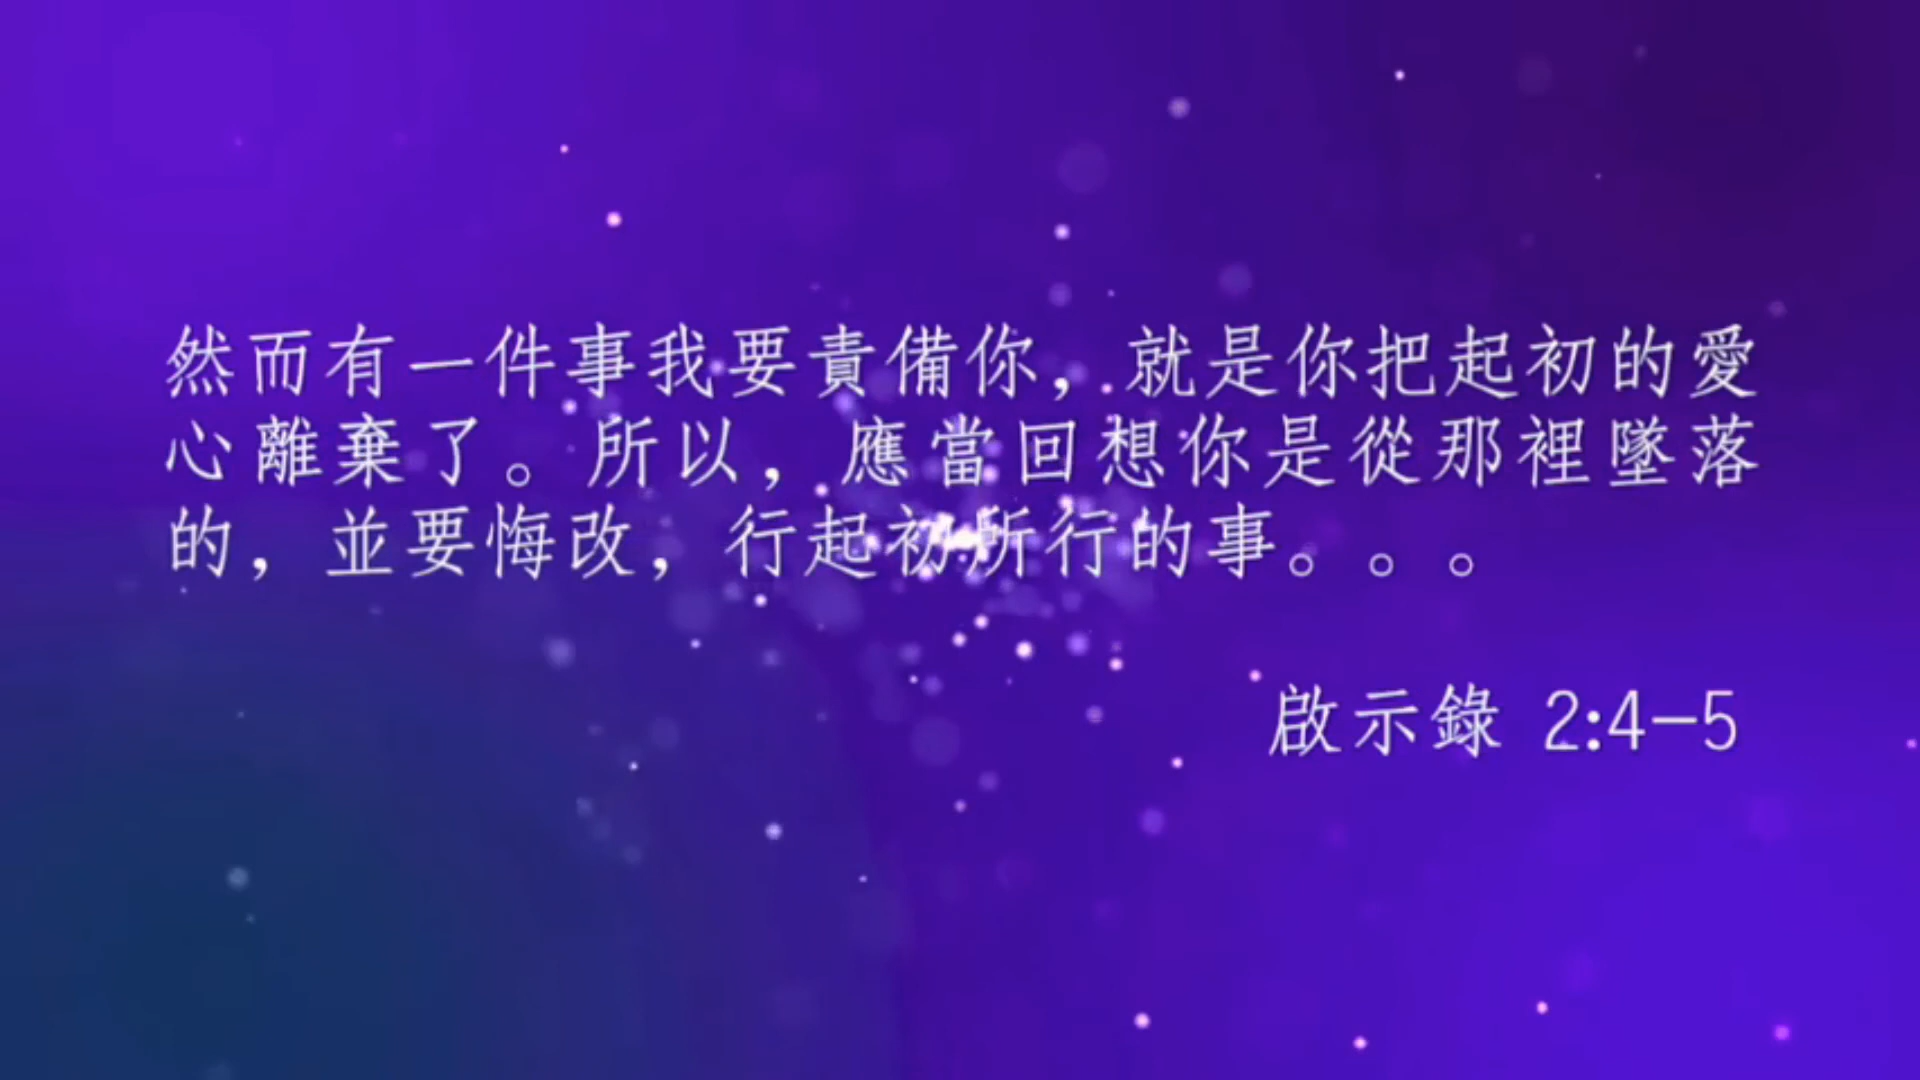 然而有一件事我要責備你，就是你把起初的愛
心離棄了。所以，應當回想你是從那裡墜落
的，並要悔改，行起初所行的事。。。
啟示錄 2:4-5